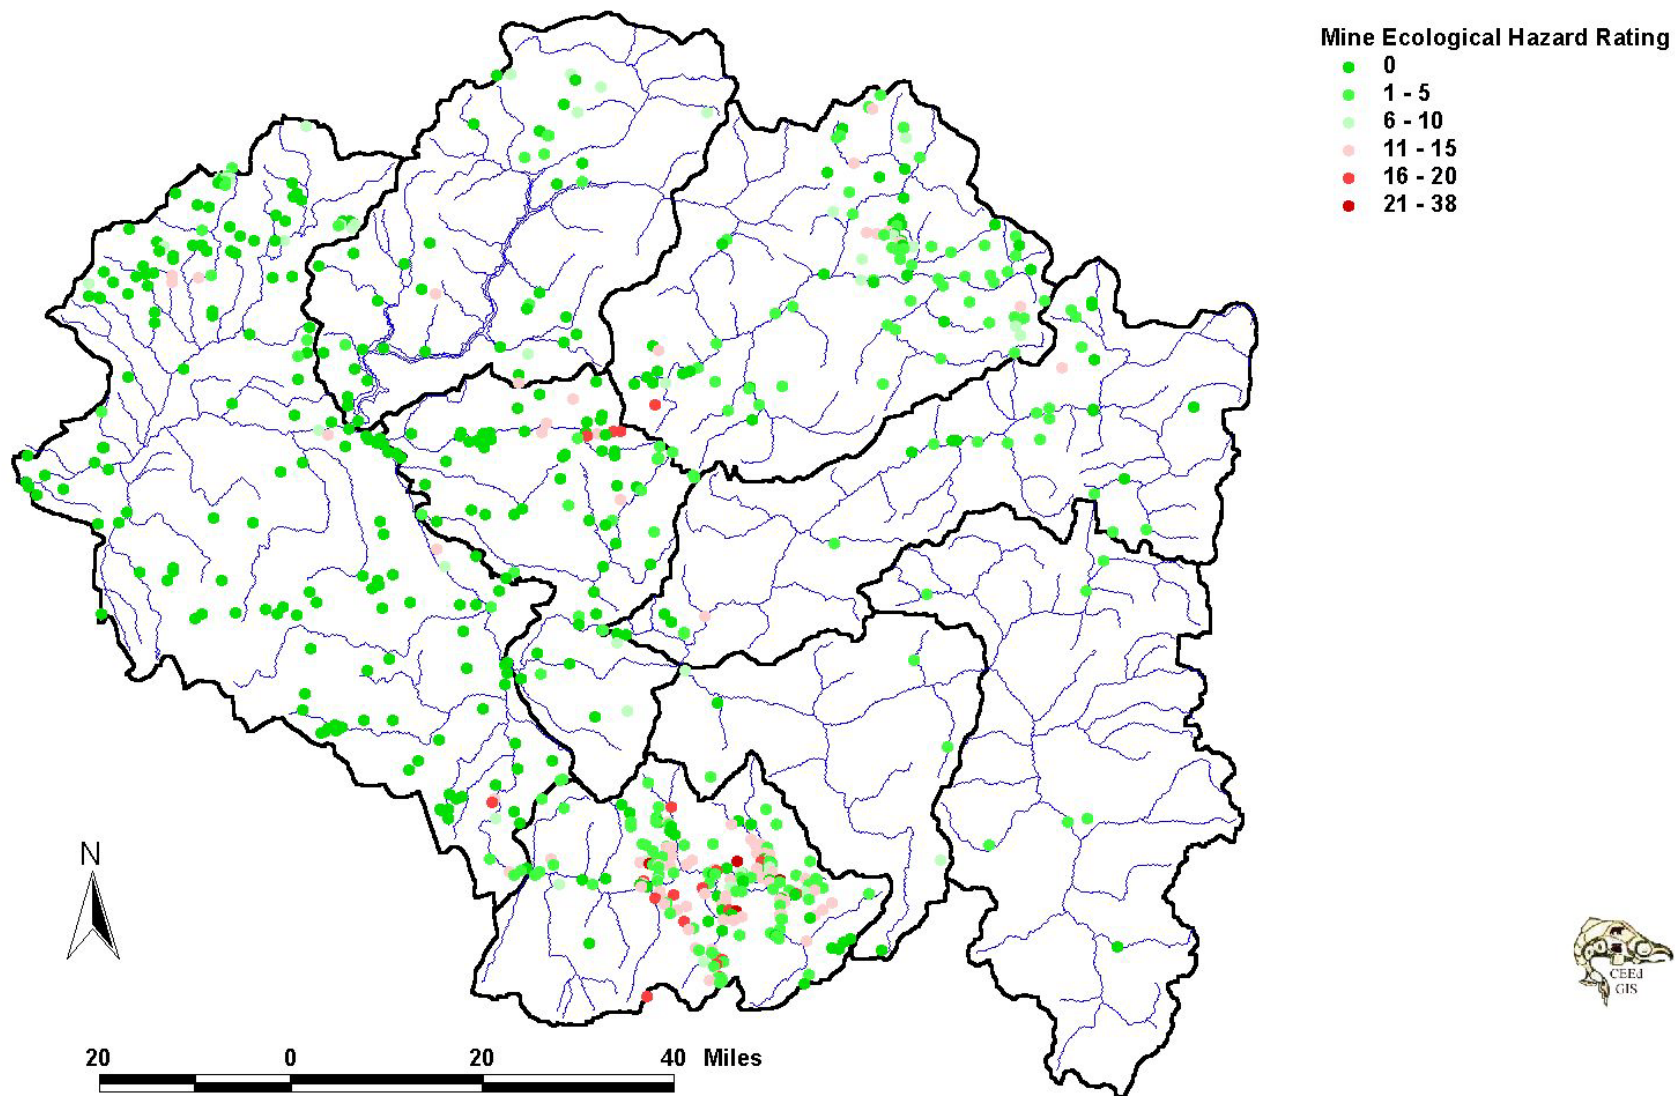 Mine Ecological Hazard Rating
0
1 - 5
6 - 10
11 - 15
16 - 20
21 - 38
N
20 0 20 40 Miles
CEEd
GIS